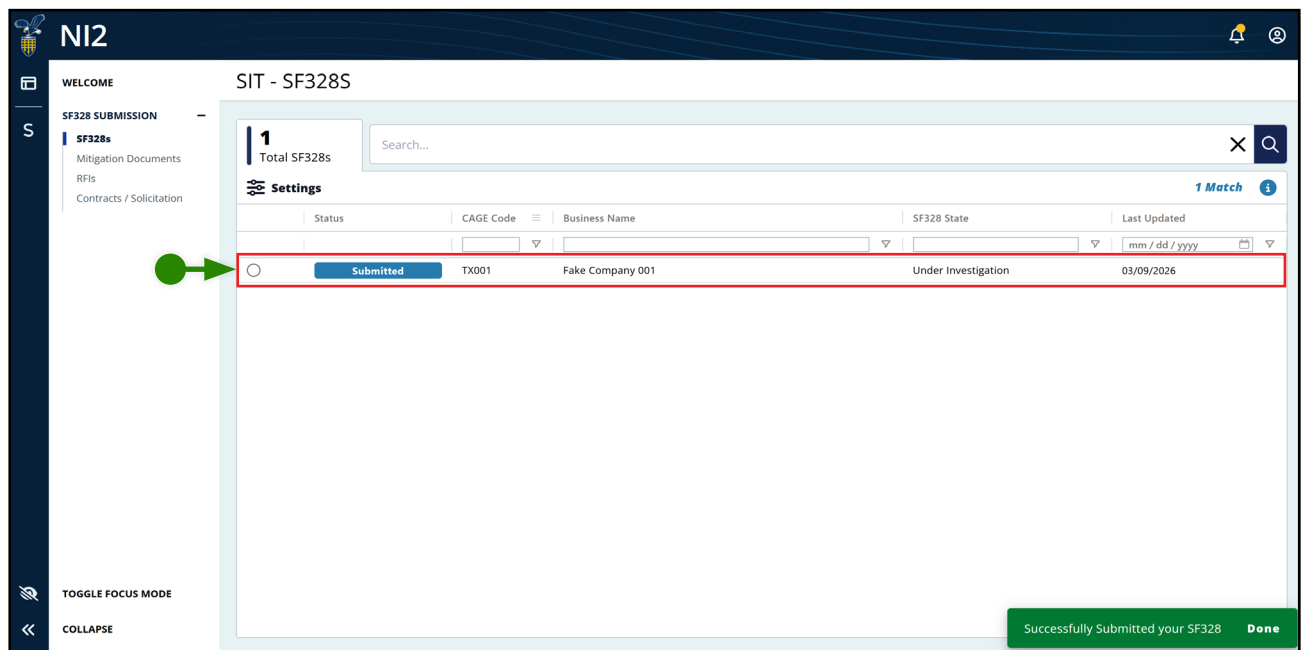 NI2
WELCOME
SF328 SUBMISSION
S
SF328s
Mitigation Documents
RFIs
Contracts / Solicitation
TOGGLE FOCUS MODE
COLLAPSE
SIT - SF328S
1
Total SF328s
Search...
Settings
1 Match
Status CAGE Code Business Name SF328 State Last Updated
mm / dd / yyyy
Submitted TX001 Fake Company 001 Under Investigation 03/09/2026
Successfully Submitted your SF328 Done